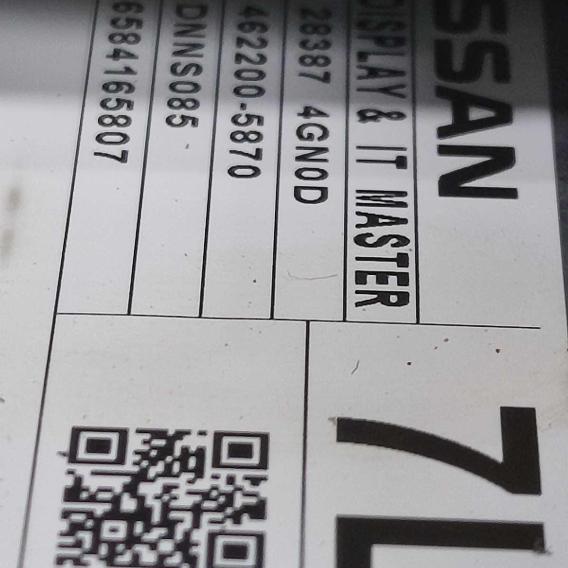 SSAN
DISPLAY & IT MASTER
28387 4GN0D
462200-5870
DNNS085
6584165807
7L